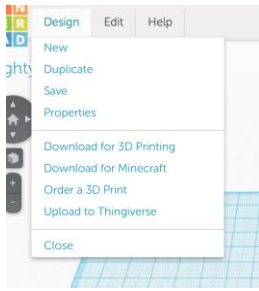 Design Edit Help
New
Duplicate
Save
Properties
Download for 3D Printing
Download for Minecraft
Order a 3D Print
Upload to Thingiverse
Close
ghty
N
E R
A D